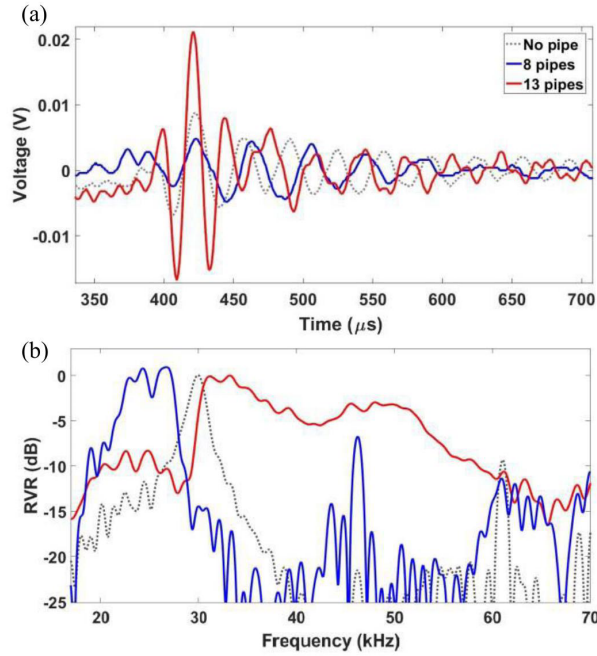 (a)
0.02
0.01
0
-0.01
Voltage (V)
No pipe
8 pipes
13 pipes
350 400 450 500 550 600 650 700
Time (μs)
(b)
0
-5
-10
-15
-20
-25
RVR (dB)
20 30 40 50 60 70
Frequency (kHz)